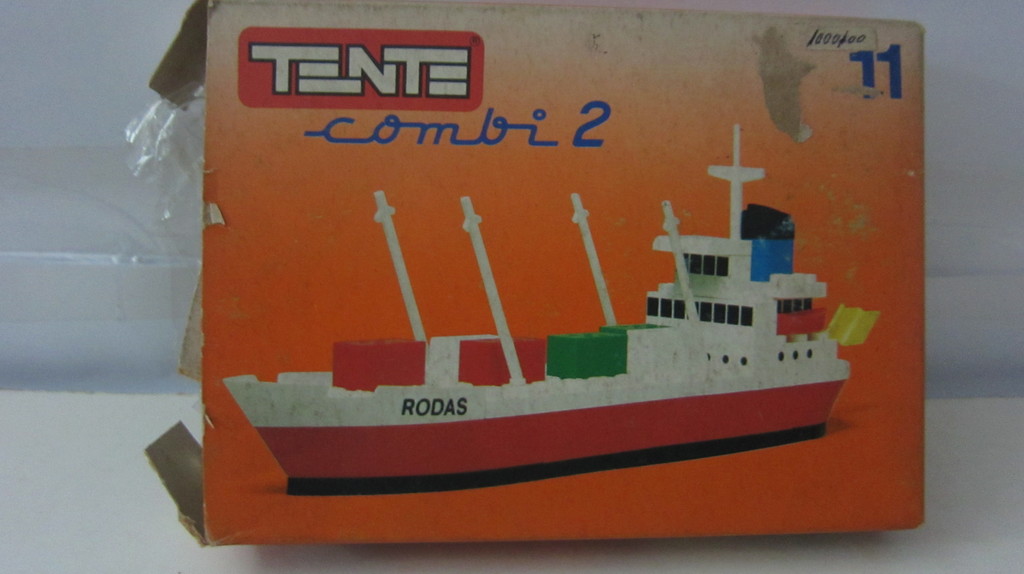 TENTE®
combi 2
1000/00
11
RODAS